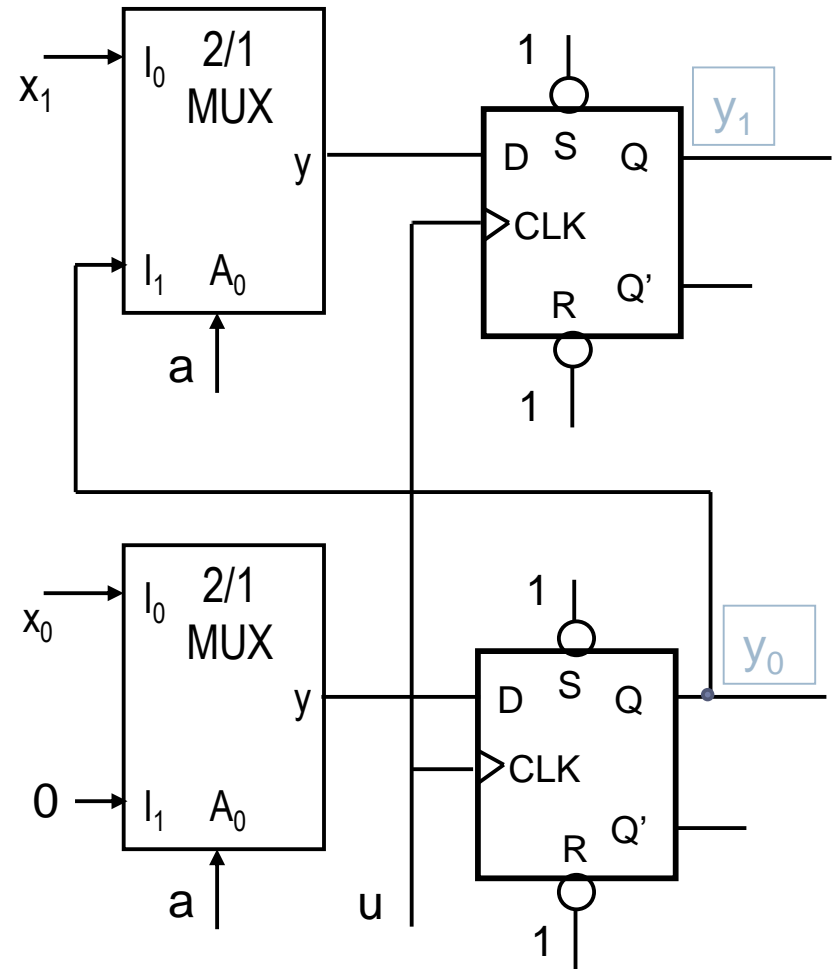 2/1
MUX
I₀
x₁
y
I₁
A₀
a
1
D
S
Q
y₁
CLK
Q’
R
1
2/1
MUX
I₀
x₀
y
0
I₁
A₀
a
u
1
D
S
Q
y₀
CLK
Q’
R
1